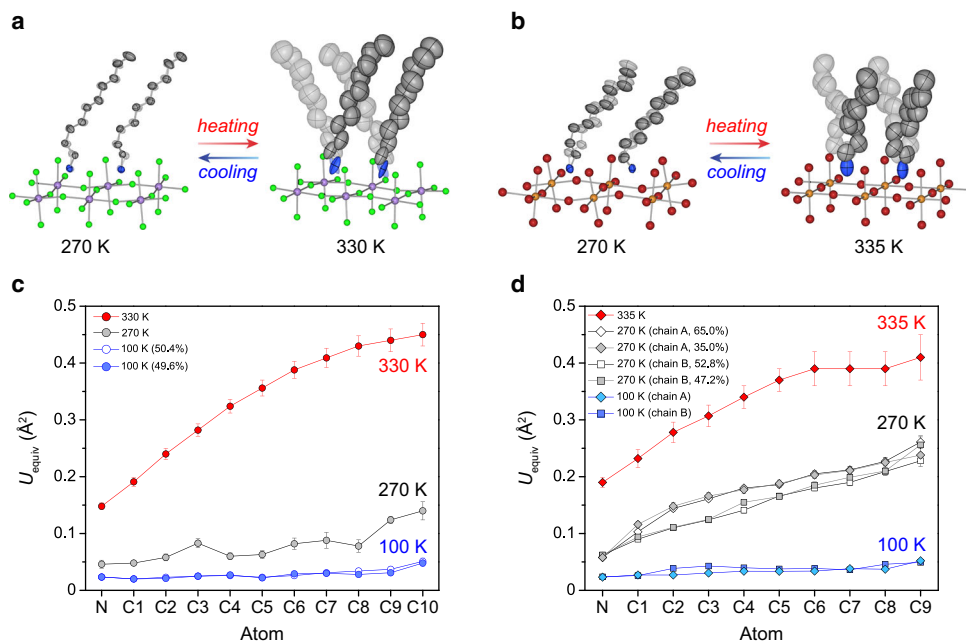 a
b
heating
cooling
heating
cooling
270 K
330 K
270 K
335 K
c
d
330 K
270 K
100 K (50.4%)
100 K (49.6%)
330 K
270 K
100 K
0.5
0.4
0.3
0.2
0.1
0
Uequiv (Å²)
N C1 C2 C3 C4 C5 C6 C7 C8 C9 C10
Atom
335 K
270 K (chain A, 65.0%)
270 K (chain A, 35.0%)
270 K (chain B, 52.8%)
270 K (chain B, 47.2%)
100 K (chain A)
100 K (chain B)
335 K
270 K
100 K
0.5
0.4
0.3
0.2
0.1
0
Uequiv (Å²)
N C1 C2 C3 C4 C5 C6 C7 C8 C9
Atom